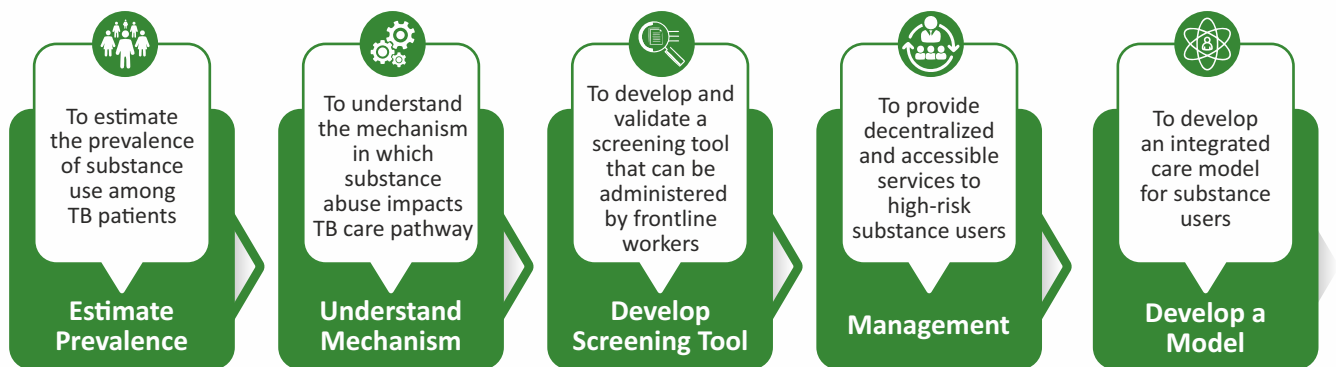 To estimate
the prevalence
of substance
use among
TB patients
Estimate
Prevalence
To understand
the mechanism
in which
substance
abuse impacts
TB care pathway
Understand
Mechanism
To develop and
validate a
screening tool
that can be
administered
by frontline
workers
Develop
Screening Tool
To provide
decentralized
and accessible
services to
high-risk
substance users
Management
To develop
an integrated
care model
for substance
users
Develop a
Model